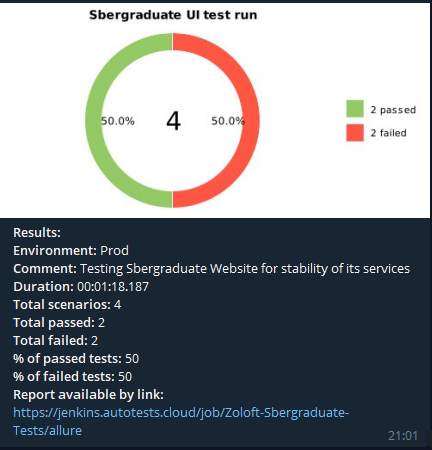 Sbergraduate UI test run
50.0%
4
50.0%
2 passed
2 failed
Results:
Environment: Prod
Comment: Testing Sbergraduate Website for stability of its services
Duration: 00:01:18.187
Total scenarios: 4
Total passed: 2
Total failed: 2
% of passed tests: 50
% of failed tests: 50
Report available by link:
https://jenkins.autotests.cloud/job/Zoloft-Sbergraduate-
Tests/allure
21:01